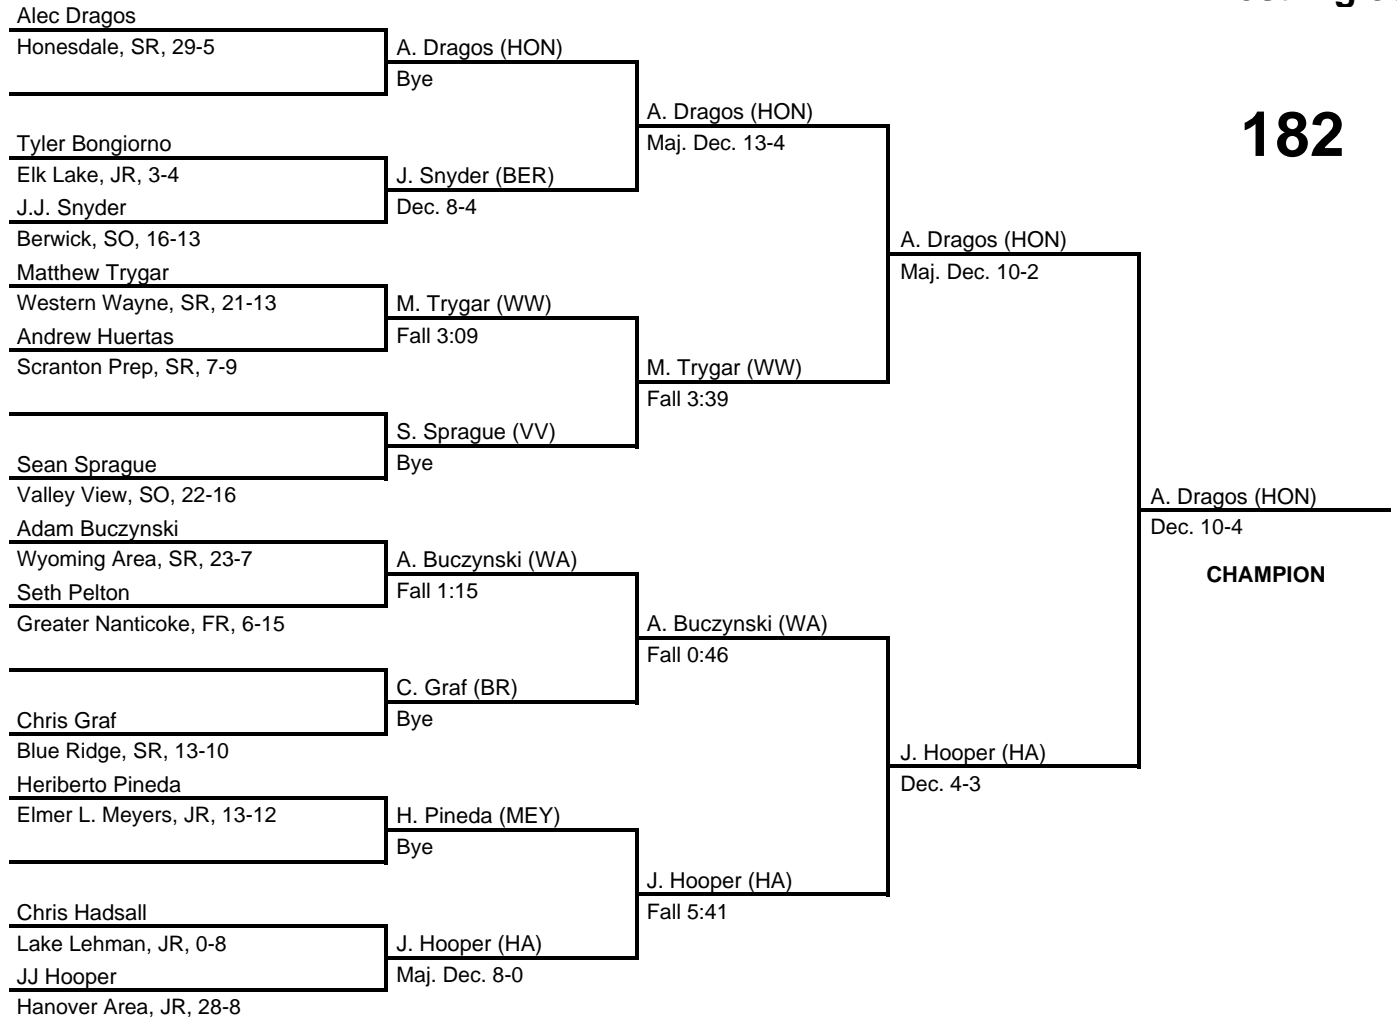 Alec Dragos
Honesdale, SR, 29-5
A. Dragos (HON)
Bye
A. Dragos (HON)
Maj. Dec. 13-4
182
Tyler Bongiorno
Elk Lake, JR, 3-4
J. Snyder (BER)
J.J. Snyder
Dec. 8-4
Berwick, SO, 16-13
A. Dragos (HON)
Matthew Trygar
Maj. Dec. 10-2
Western Wayne, SR, 21-13
M. Trygar (WW)
Andrew Huertas
Fall 3:09
Scranton Prep, SR, 7-9
M. Trygar (WW)
Fall 3:39
S. Sprague (VV)
Sean Sprague
Bye
Valley View, SO, 22-16
A. Dragos (HON)
Adam Buczynski
Dec. 10-4
Wyoming Area, SR, 23-7
A. Buczynski (WA)
CHAMPION
Seth Pelton
Fall 1:15
Greater Nanticoke, FR, 6-15
A. Buczynski (WA)
Fall 0:46
C. Graf (BR)
Chris Graf
Bye
Blue Ridge, SR, 13-10
J. Hooper (HA)
Heriberto Pineda
Dec. 4-3
Elmer L. Meyers, JR, 13-12
H. Pineda (MEY)
Bye
J. Hooper (HA)
Chris Hadsall
Fall 5:41
Lake Lehman, JR, 0-8
J. Hooper (HA)
JJ Hooper
Maj. Dec. 8-0
Hanover Area, JR, 28-8